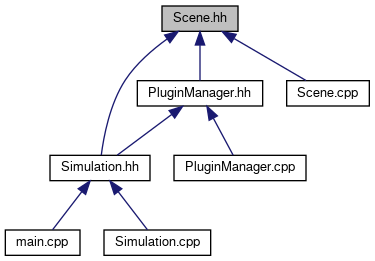 Scene.hh
PluginManager.hh
Scene.cpp
Simulation.hh
PluginManager.cpp
main.cpp
Simulation.cpp